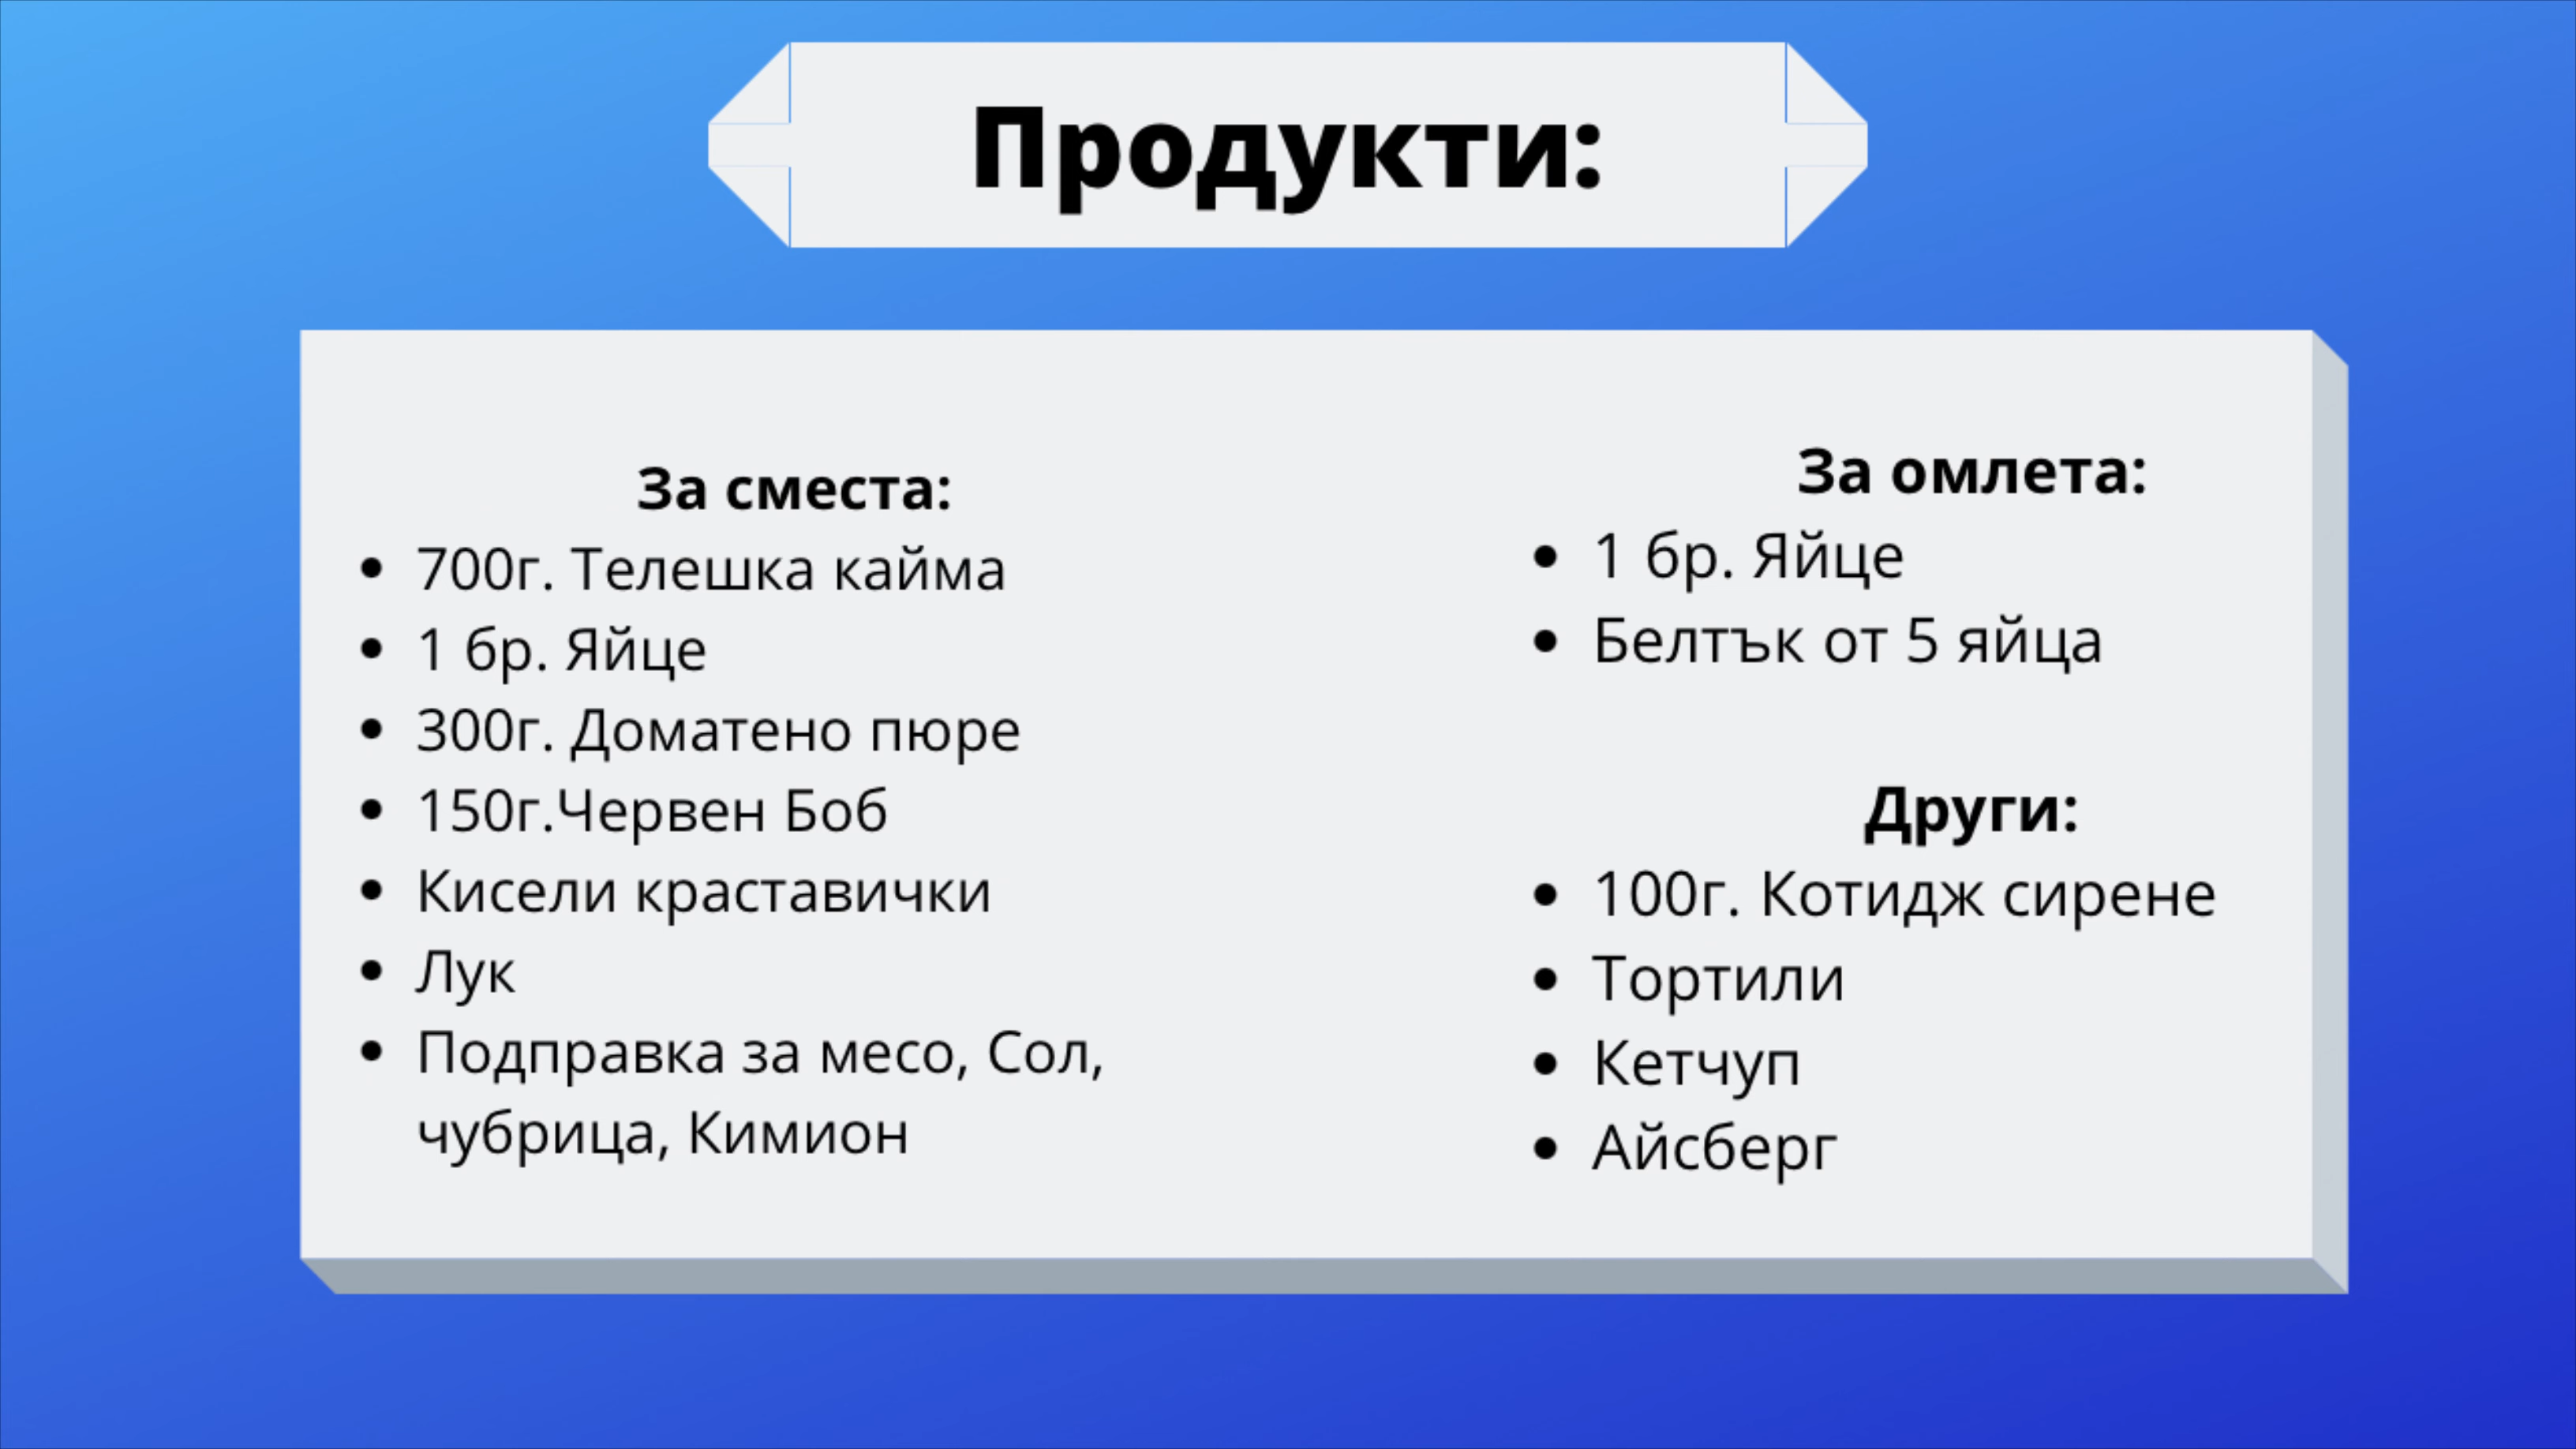 Продукти:
За сместа:
700г. Телешка кайма
1 бр. Яйце
300г. Доматено пюре
150г.Червен Боб
Кисели краставички
Лук
Подправка за месо, Сол,
чубрица, Кимион
За омлета:
1 бр. Яйце
Белтък от 5 яйца
Други:
100г. Котидж сирене
Тортили
Кетчуп
Айсберг